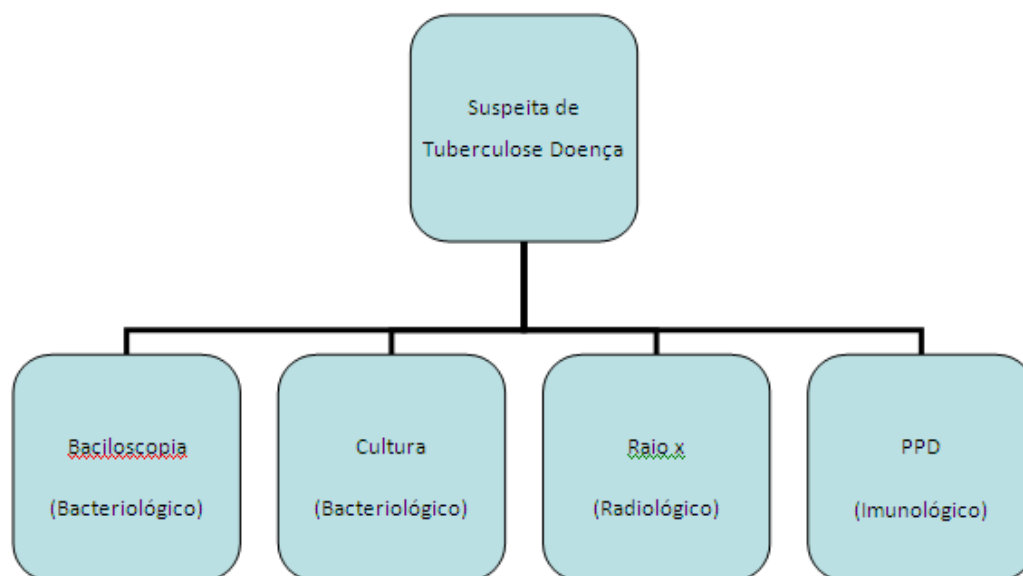 Suspeita de
Tuberculose Doença
Baciloscopia
(Bacteriológico)
Cultura
(Bacteriológico)
Raio x
(Radiológico)
PPD
(Imunológico)